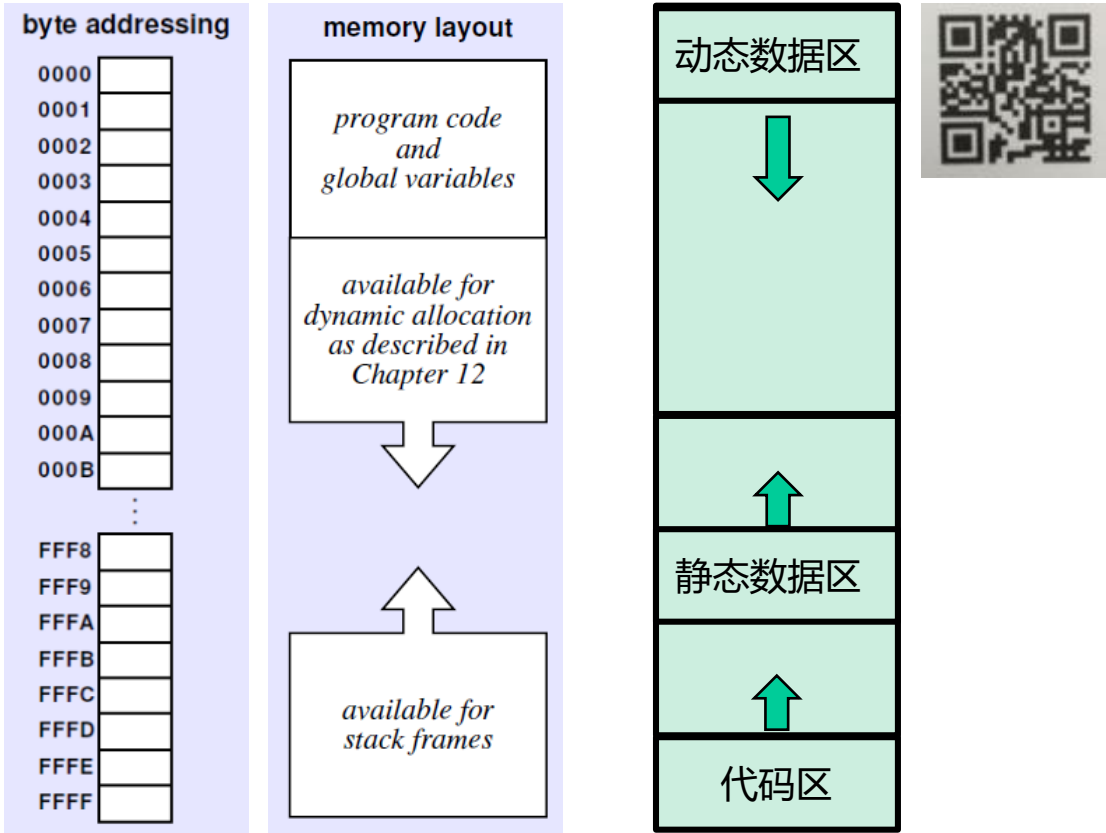 byte addressing
0000
0001
0002
0003
0004
0005
0006
0007
0008
0009
000A
000B
FFF8
FFF9
FFFA
FFFB
FFFC
FFFD
FFFE
FFFF
memory layout
program code
and
global variables
available for
dynamic allocation
as described in
Chapter 12
available for
stack frames
动态数据区
静态数据区
代码区